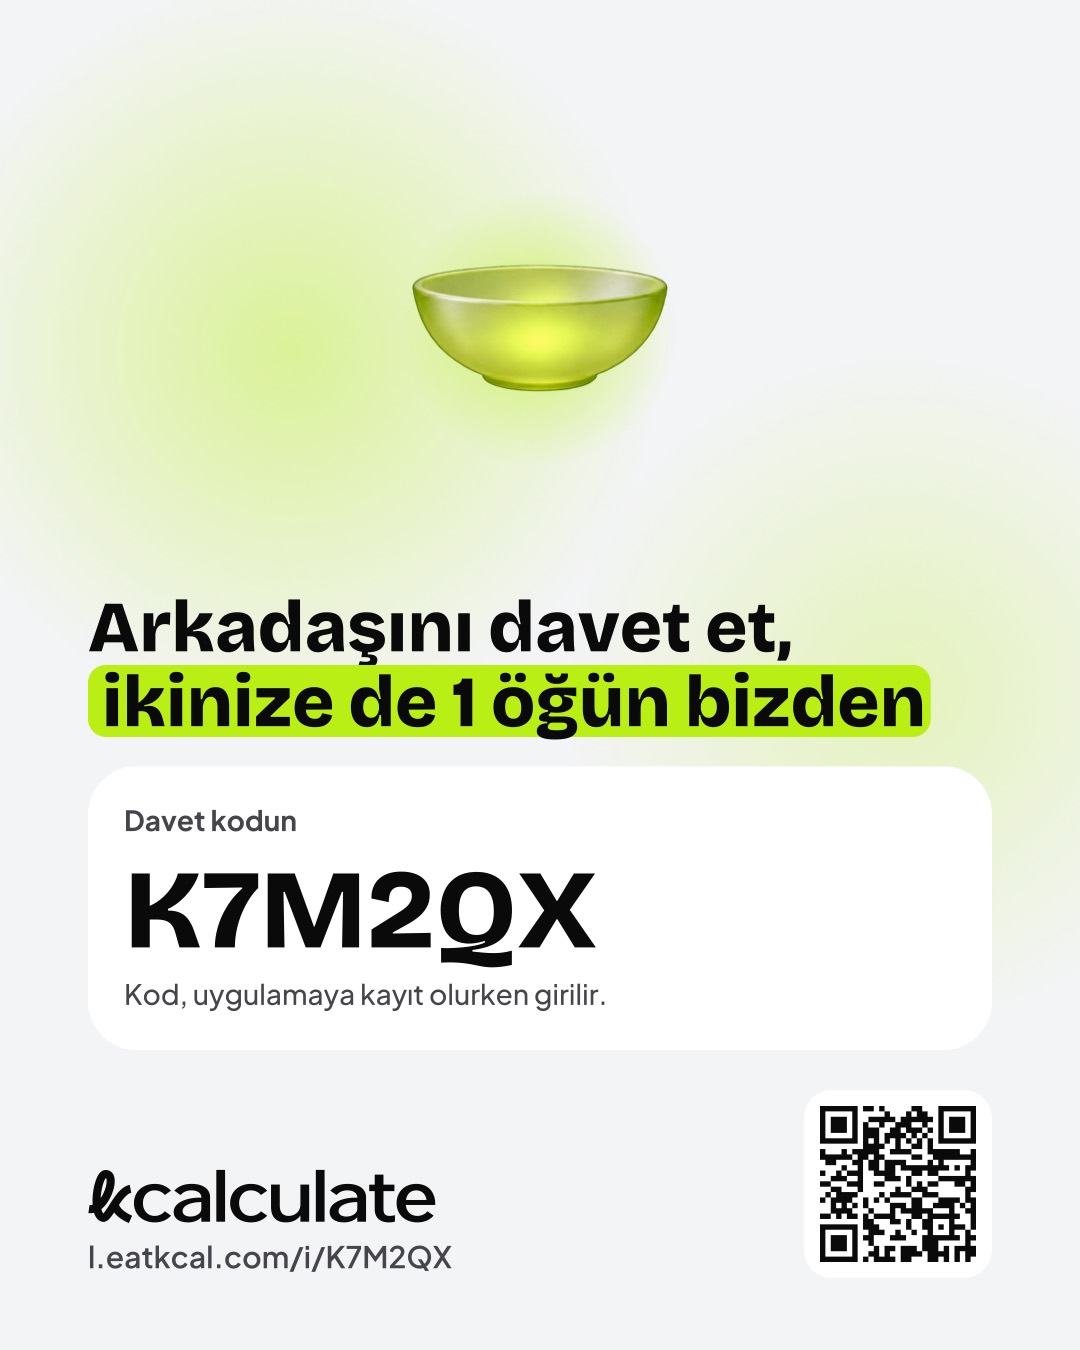 Arkadaşını davet et,
ikinize de 1 öğün bizden
Davet kodun
K7M2QX
Kod, uygulamaya kayıt olurken girilir.
kcalculate
l.eatkcal.com/i/K7M2QX